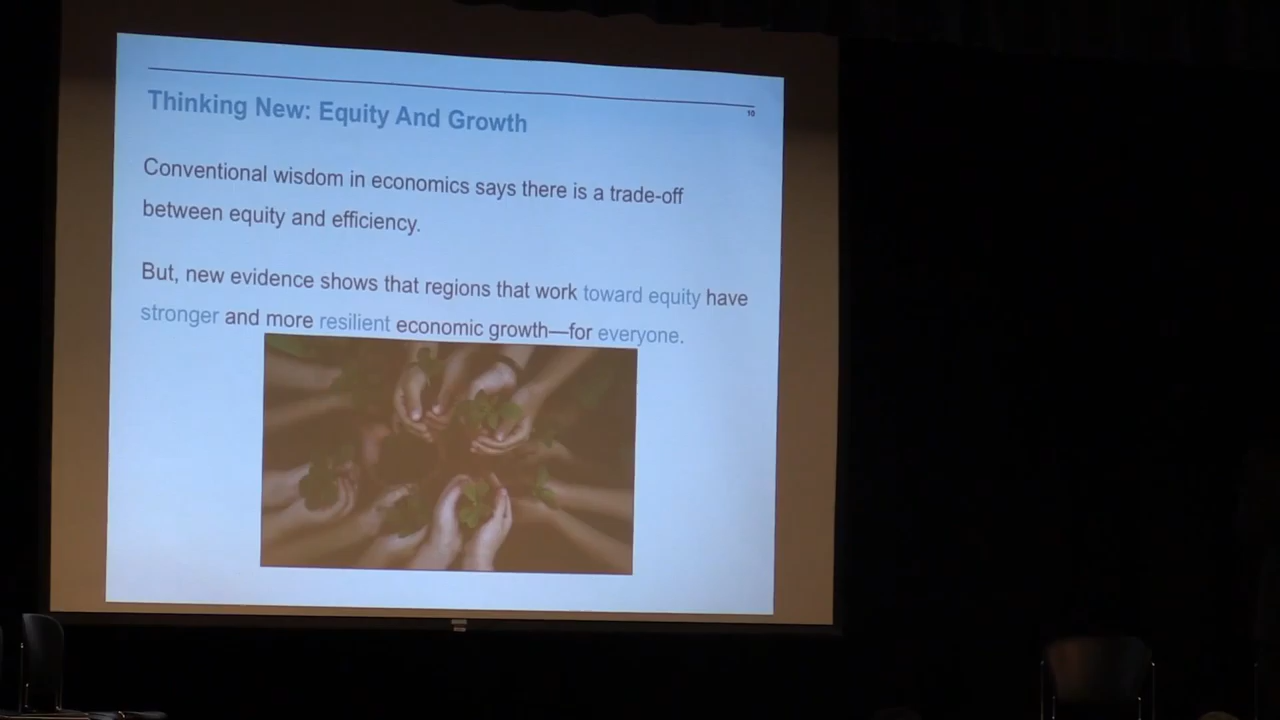 10
Thinking New: Equity And Growth
Conventional wisdom in economics says there is a trade-off
between equity and efficiency.
But, new evidence shows that regions that work toward equity have
stronger and more resilient economic growth—for everyone.